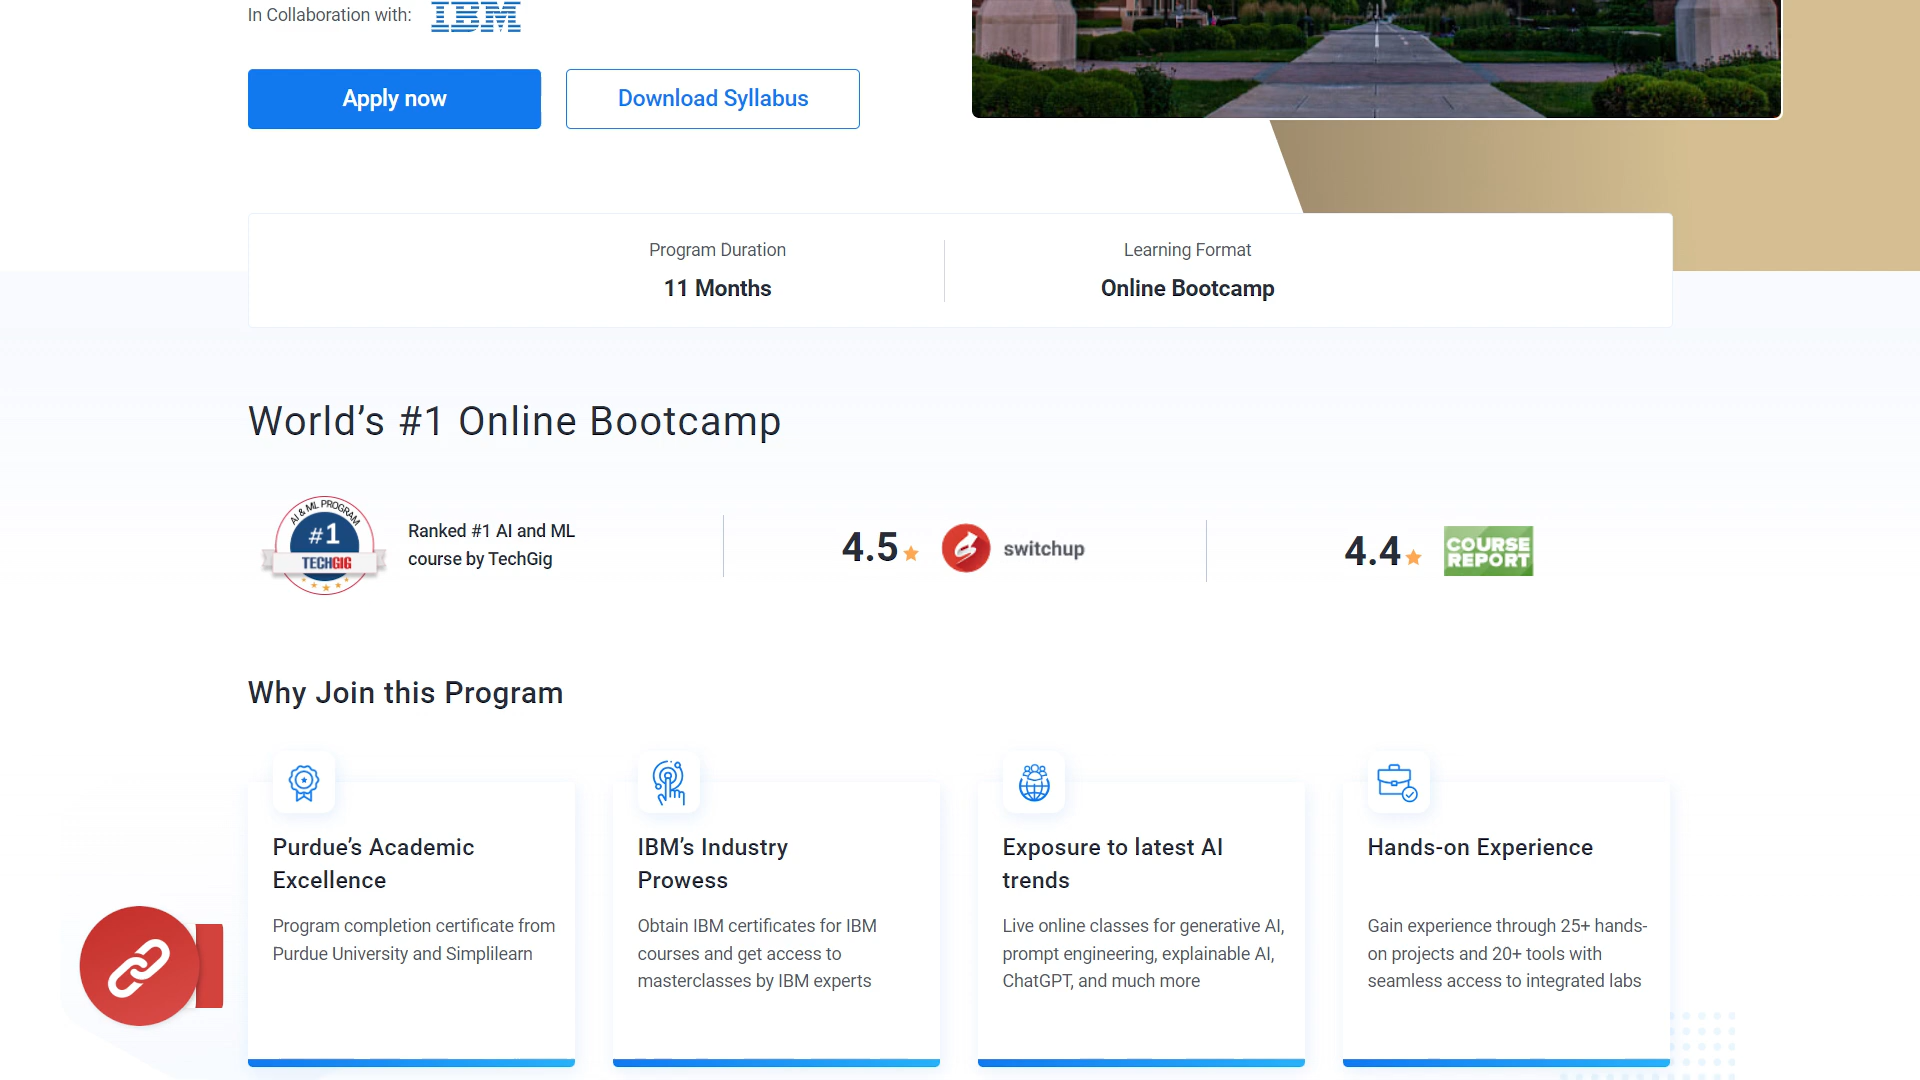 In Collaboration with: IBM
Apply now
Download Syllabus
Program Duration
11 Months
Learning Format
Online Bootcamp
World’s #1 Online Bootcamp
AI & ML PROGRAM
#1
TECHGIG
Ranked #1 AI and ML
course by TechGig
4.5
switchup
4.4
COURSE
REPORT
Why Join this Program
Purdue’s Academic
Excellence
Program completion certificate from
Purdue University and Simplilearn
IBM’s Industry
Prowess
Obtain IBM certificates for IBM
courses and get access to
masterclasses by IBM experts
Exposure to latest AI
trends
Live online classes for generative AI,
prompt engineering, explainable AI,
ChatGPT, and much more
Hands-on Experience
Gain experience through 25+ hands-
on projects and 20+ tools with
seamless access to integrated labs